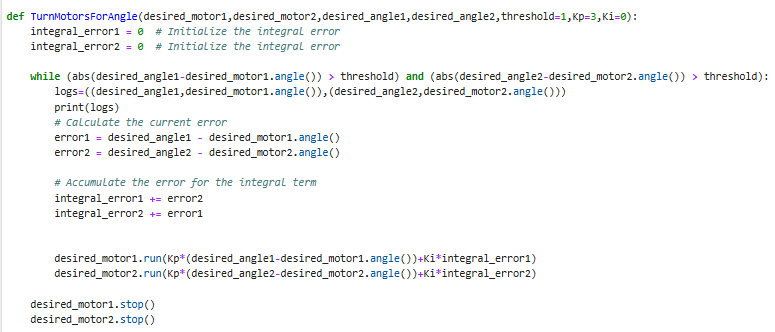 def TurnMotorsForAngle(desired_motor1,desired_motor2,desired_angle1,desired_angle2,threshold=1,Kp=3,Ki=0):
    integral_error1 = 0  # Initialize the integral error
    integral_error2 = 0  # Initialize the integral error

    while (abs(desired_angle1-desired_motor1.angle()) > threshold) and (abs(desired_angle2-desired_motor2.angle()) > threshold):
        logs=((desired_angle1,desired_motor1.angle()),(desired_angle2,desired_motor2.angle()))
        print(logs)
        # Calculate the current error
        error1 = desired_angle1 - desired_motor1.angle()
        error2 = desired_angle2 - desired_motor2.angle()

        # Accumulate the error for the integral term
        integral_error1 += error2
        integral_error2 += error1

        desired_motor1.run(Kp*(desired_angle1-desired_motor1.angle())+Ki*integral_error1)
        desired_motor2.run(Kp*(desired_angle2-desired_motor2.angle())+Ki*integral_error2)

    desired_motor1.stop()
    desired_motor2.stop()